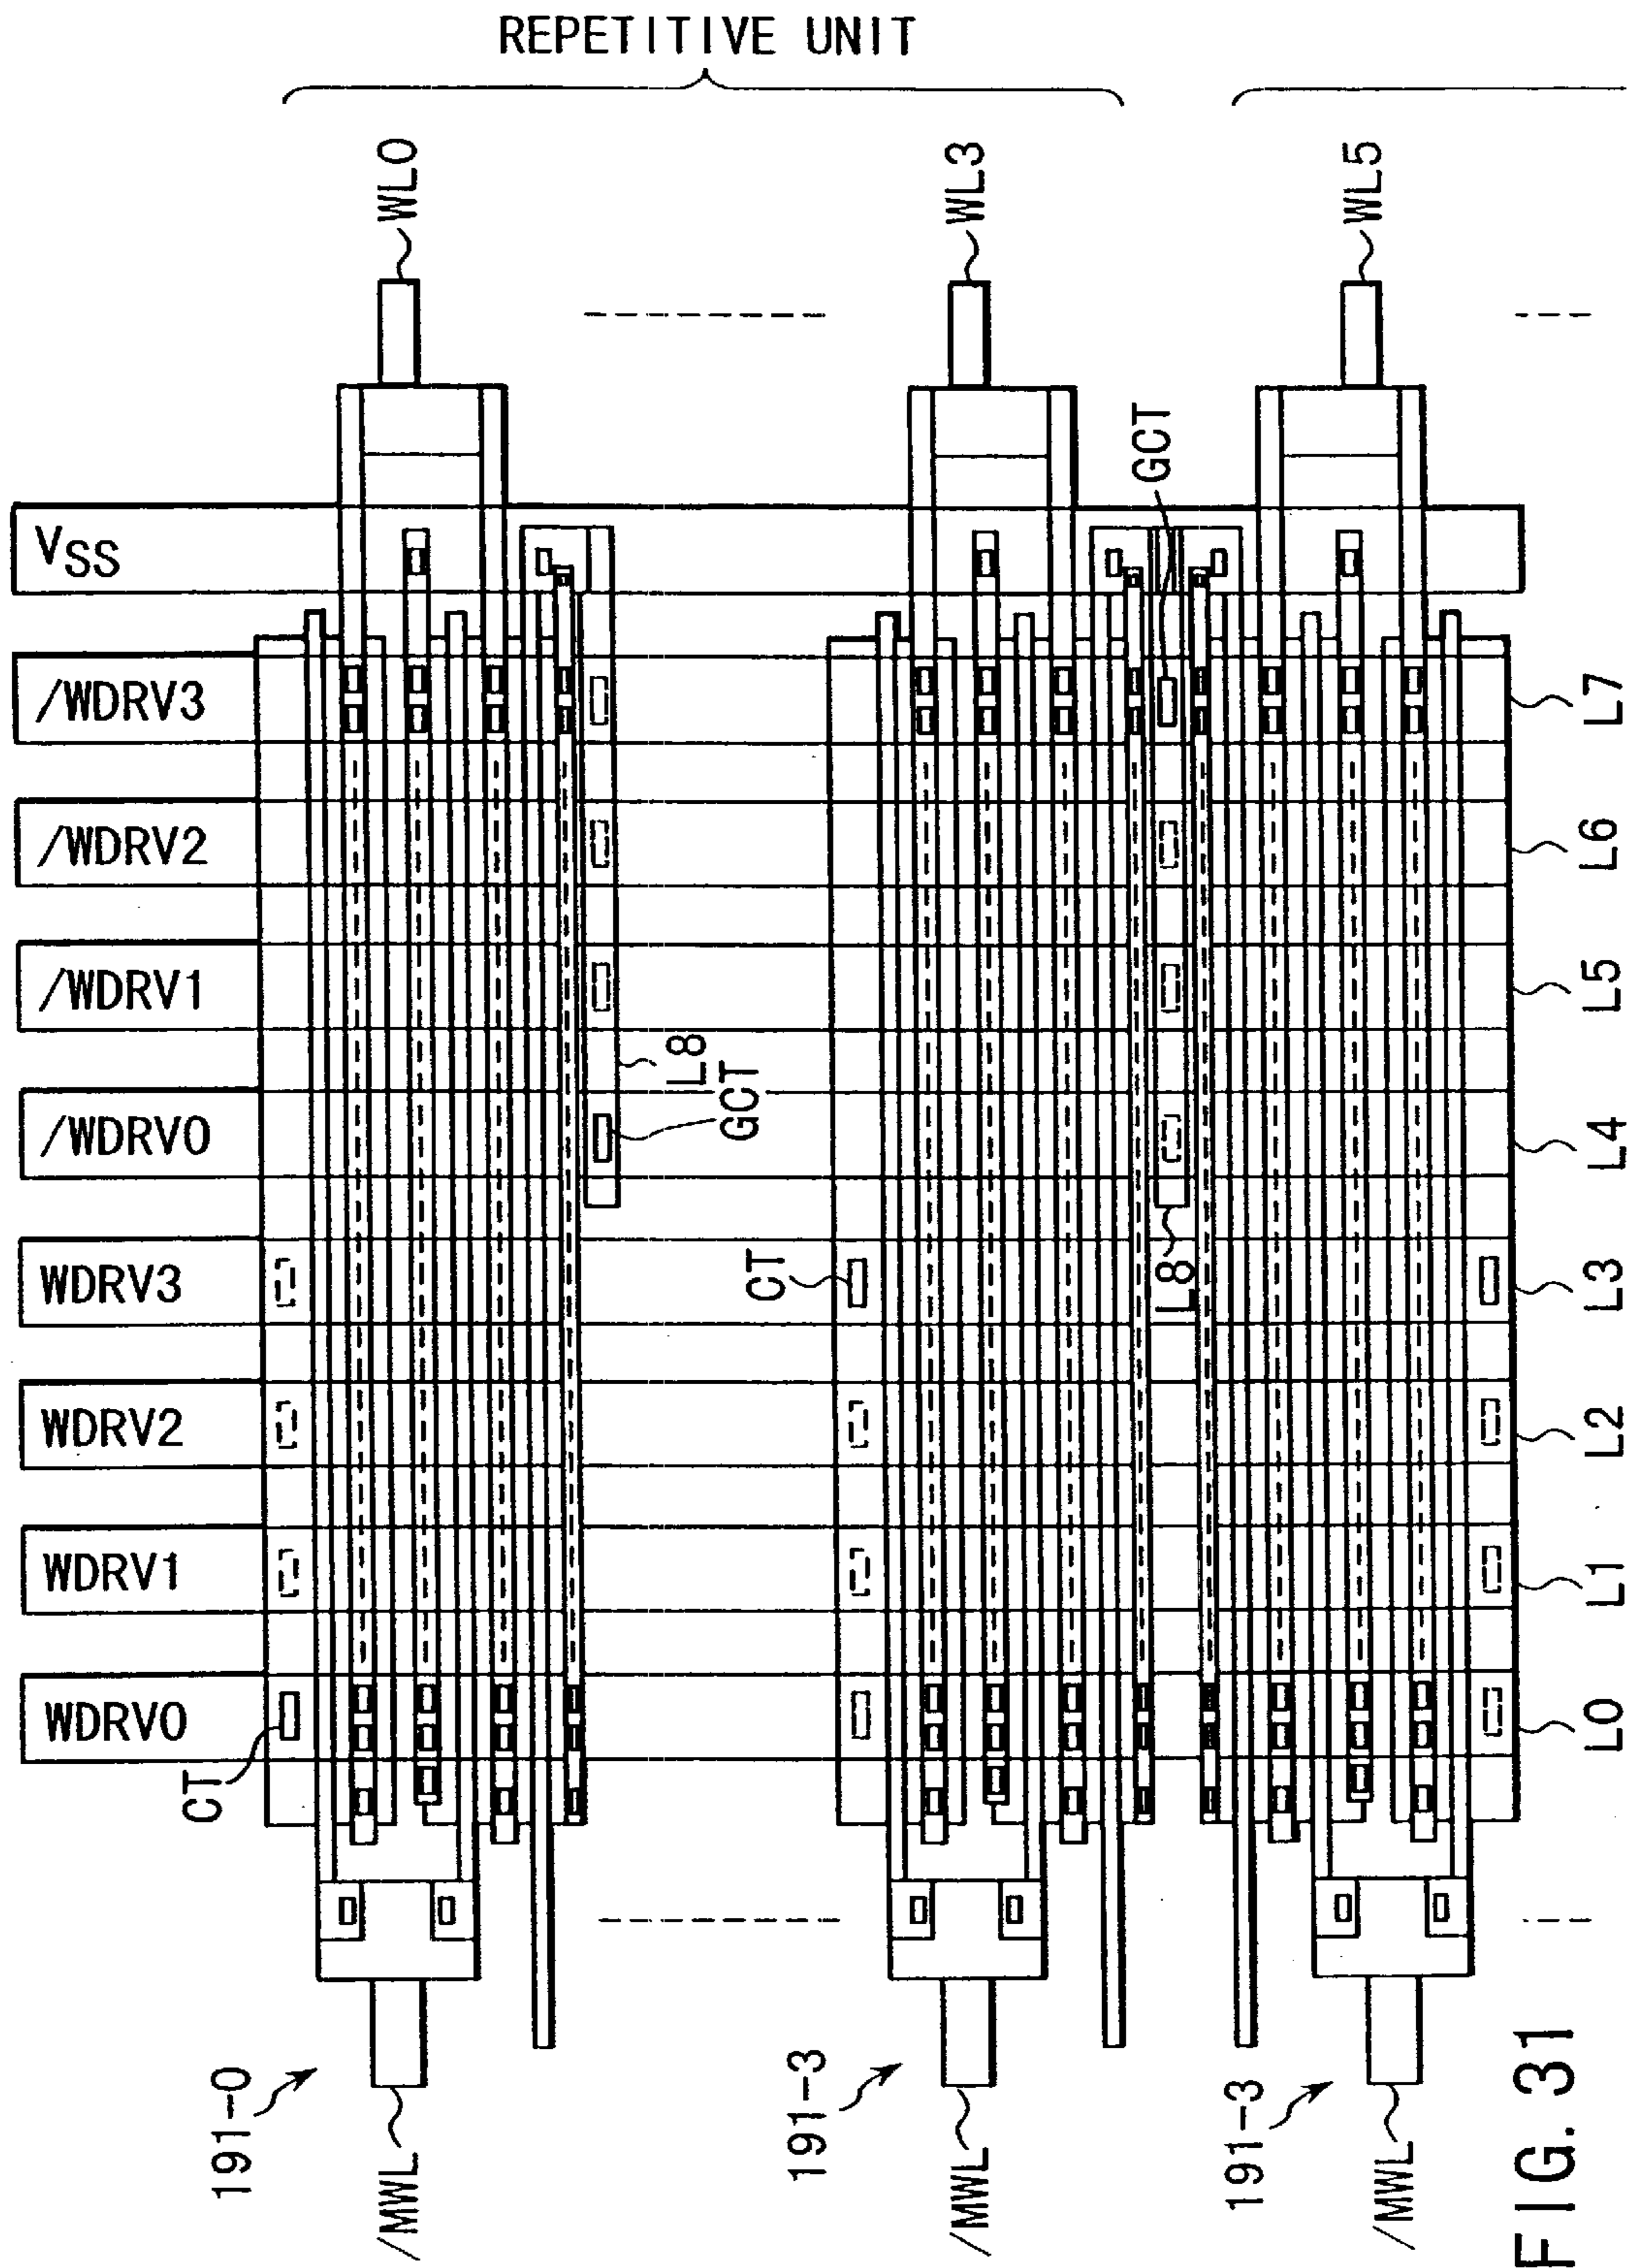 REPETITIVE UNIT
WL0
WL3
WL5
VSS
/WDRV3
/WDRV2
/WDRV1
/WDRV0
WDRV3
WDRV2
WDRV1
WDRV0
GCT
L8
GCT
CT
L8
CT
L7
L6
L5
L4
L3
L2
L1
L0
191-0
191-3
191-3
/MWL
/MWL
/MWL
FIG. 31